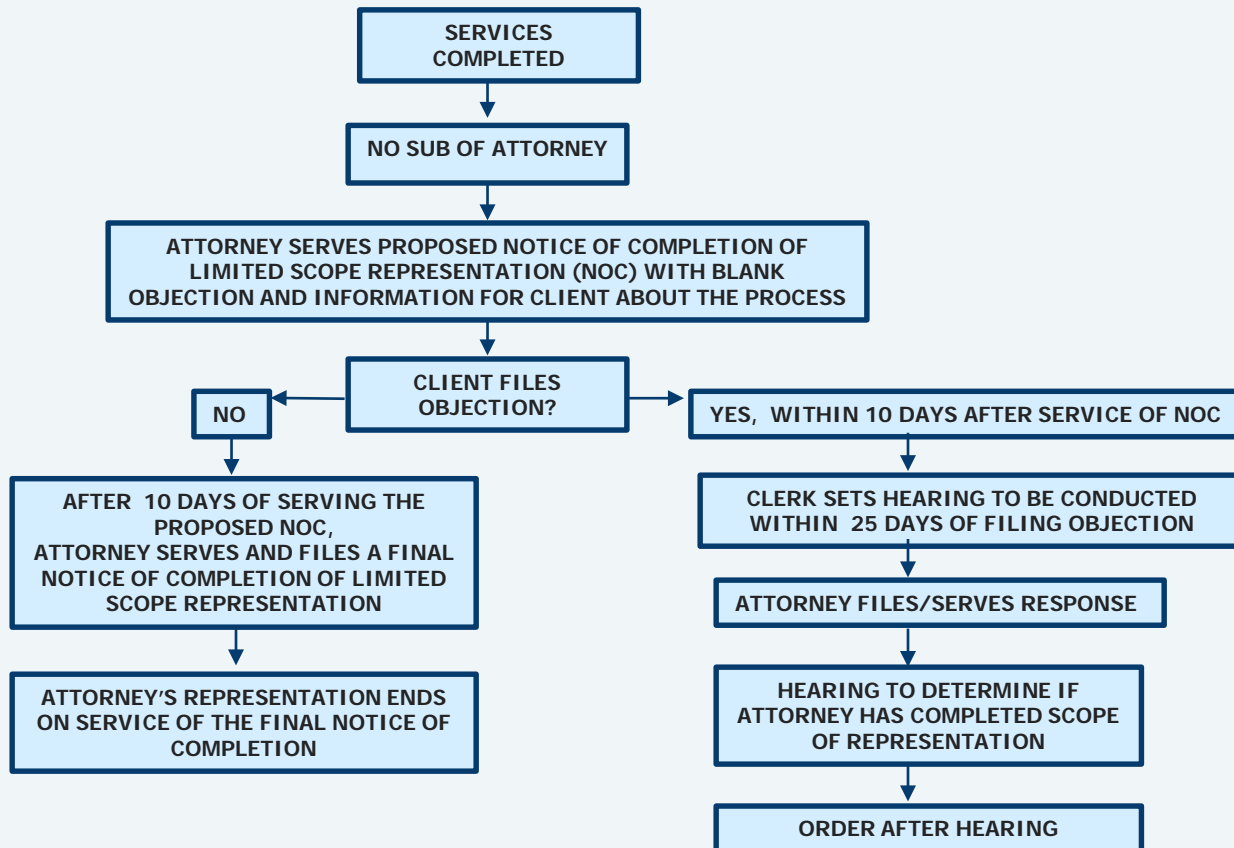 SERVICES
COMPLETED
NO SUB OF ATTORNEY
ATTORNEY SERVES PROPOSED NOTICE OF COMPLETION OF
LIMITED SCOPE REPRESENTATION (NOC) WITH BLANK
OBJECTION AND INFORMATION FOR CLIENT ABOUT THE PROCESS
CLIENT FILES
OBJECTION?
NO
AFTER 10 DAYS OF SERVING THE
PROPOSED NOC,
ATTORNEY SERVES AND FILES A FINAL
NOTICE OF COMPLETION OF LIMITED
SCOPE REPRESENTATION
ATTORNEY'S REPRESENTATION ENDS
ON SERVICE OF THE FINAL NOTICE OF
COMPLETION
YES, WITHIN 10 DAYS AFTER SERVICE OF NOC
CLERK SETS HEARING TO BE CONDUCTED
WITHIN 25 DAYS OF FILING OBJECTION
ATTORNEY FILES/SERVES RESPONSE
HEARING TO DETERMINE IF
ATTORNEY HAS COMPLETED SCOPE
OF REPRESENTATION
ORDER AFTER HEARING